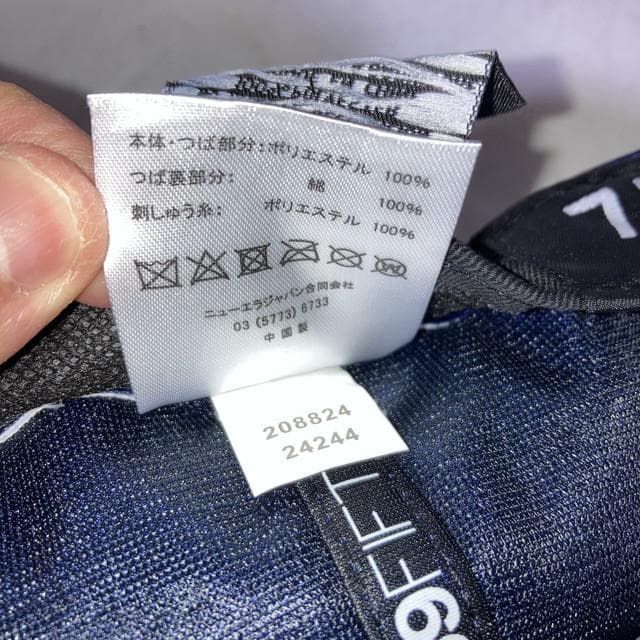 本体・つば部分：ポリエステル 100%
つば裏部分： 綿 100%
刺しゅう糸： ポリエステル 100%
ニューエラジャパン合同会社
03 (5773) 8733
中国製
208824
24244
9FIFT